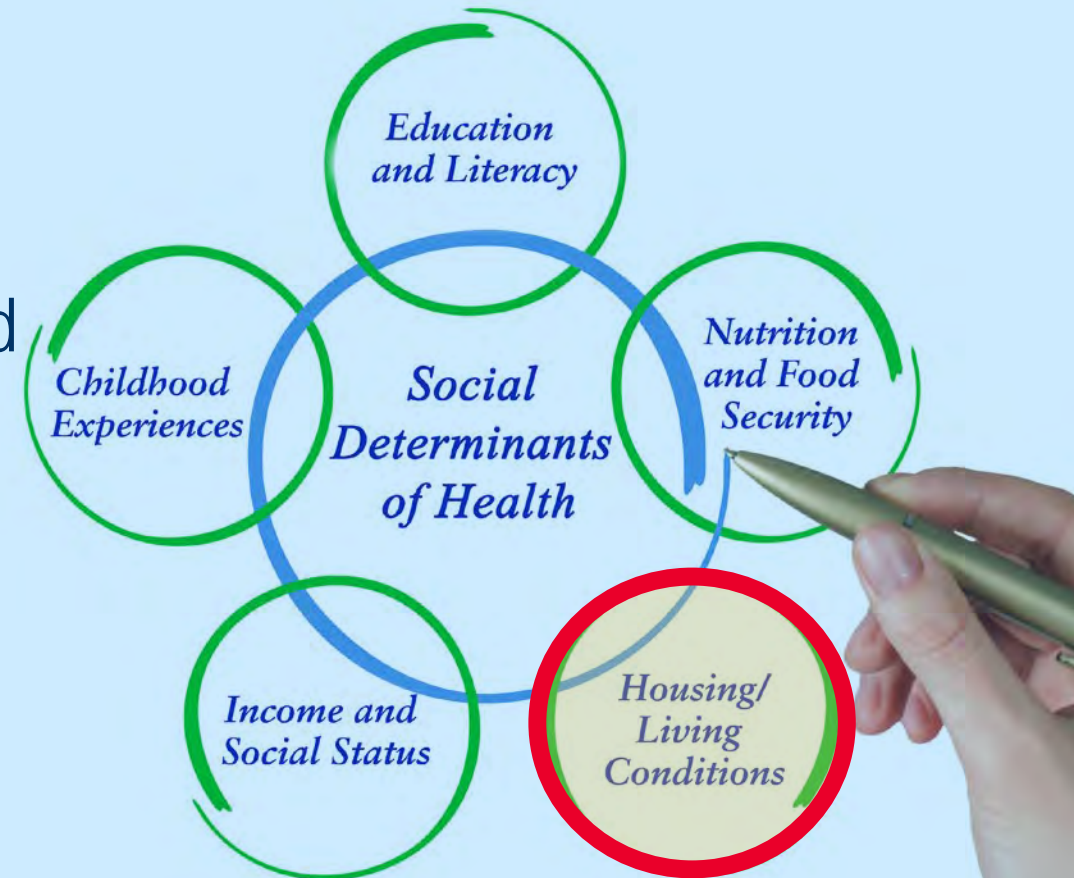 Education
and Literacy
Nutrition
and Food
Security
Childhood
Experiences
Social
Determinants
of Health
Income and
Social Status
Housing/
Living
Conditions
d